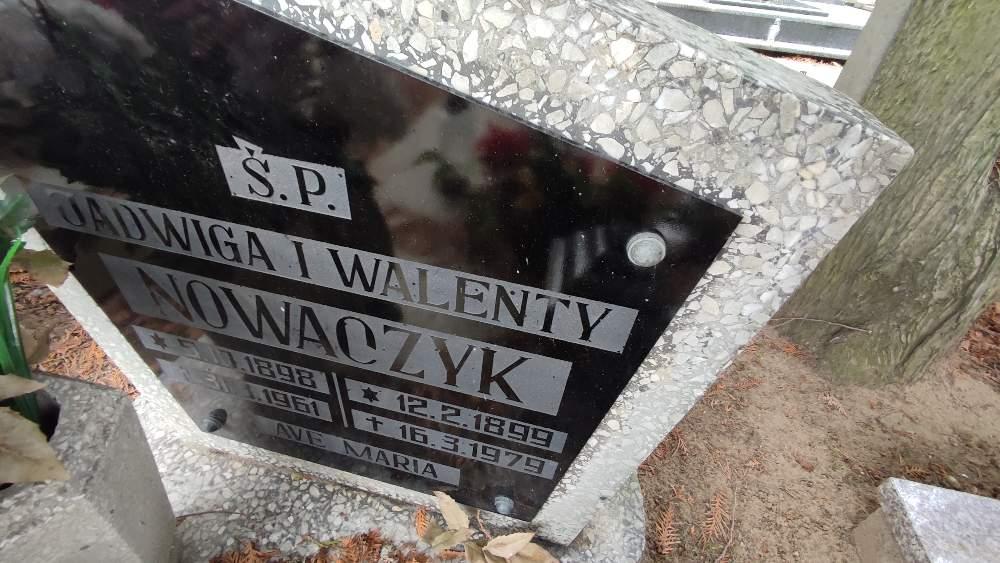 Ś.P.
JADWIGA I WALENTY
NOWACZYK
★ 12.2.1899
✝ 16.3.1979
AVE MARIA